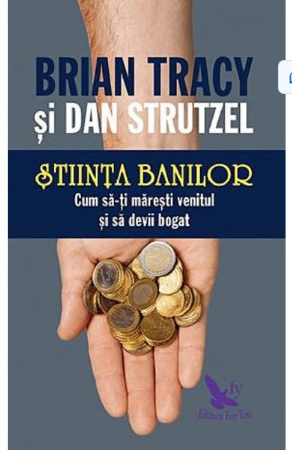 BRIAN TRACY
și DAN STRUTZEL
ȘTIINȚA BANILOR
Cum să-ți mărești venitul
și să devii bogat
fy
Editura For You